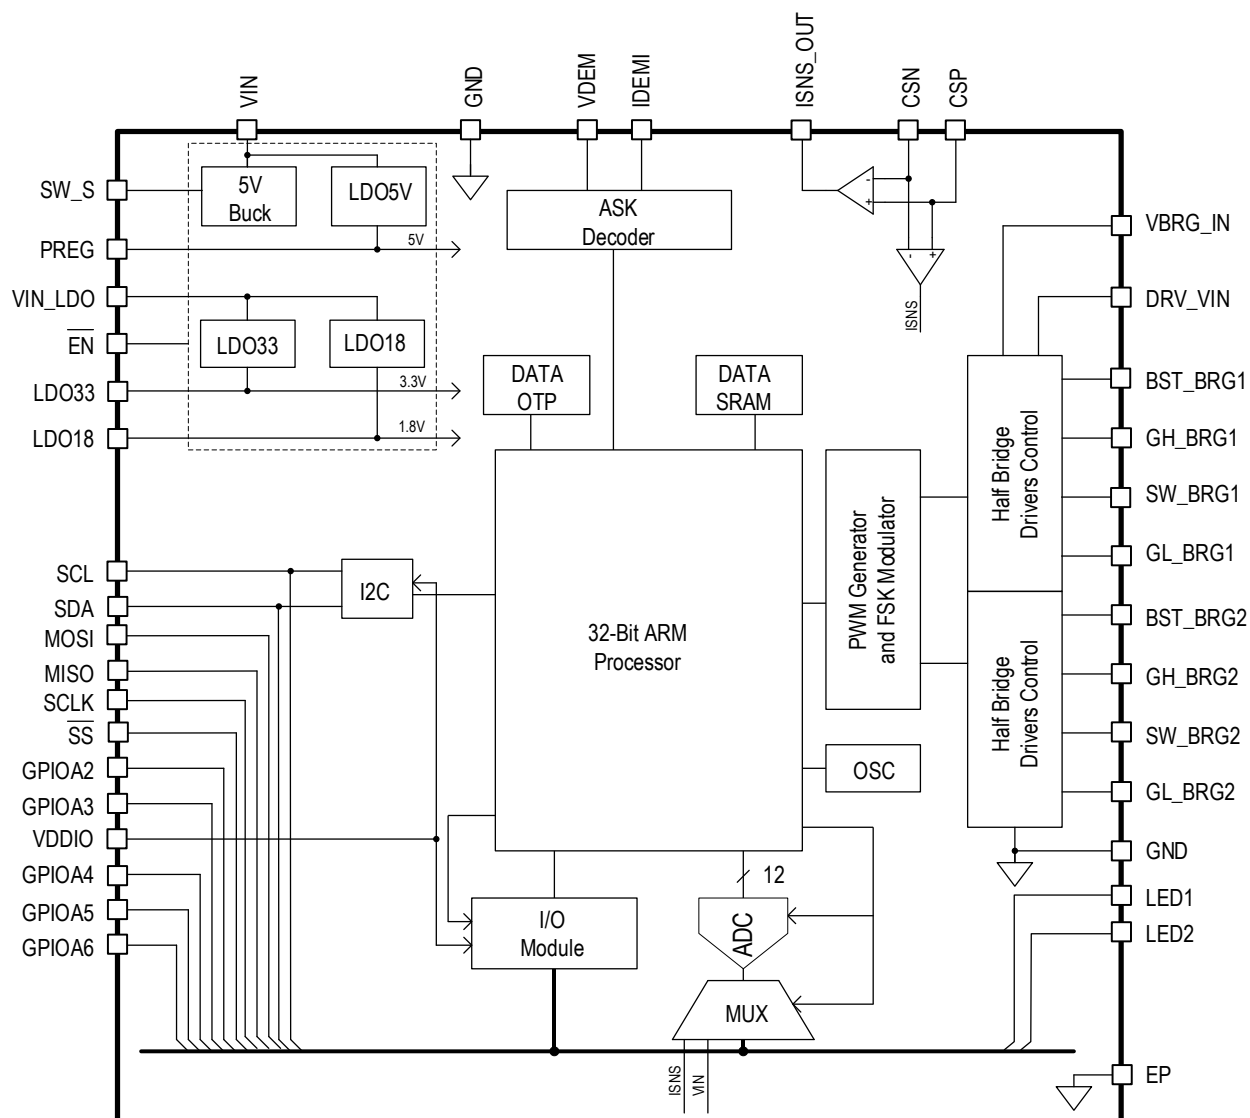 VIN
GND
VDEM
IDEMI
ISNS_OUT
CSN
CSP
SW_S
5V
Buck
LDO5V
ASK
Decoder
-
+
VBRG_IN
PREG
5V
-
+
VIN_LDO
DRV_VIN
ISNS
EN
LDO33
LDO18
LDO33
3.3V
DATA
OTP
DATA
SRAM
BST_BRG1
LDO18
1.8V
GH_BRG1
Half Bridge
Drivers Control
SW_BRG1
GL_BRG1
SCL
I2C
SDA
32-Bit ARM
Processor
PWM Generator
and FSK Modulator
BST_BRG2
MOSI
MISO
GH_BRG2
SCLK
Half Bridge
Drivers Control
SS
SW_BRG2
GPIOA2
OSC
GPIOA3
GL_BRG2
VDDIO
GND
GPIOA4
12
LED1
GPIOA5
I/O
Module
ADC
LED2
GPIOA6
MUX
ISNS
VIN
EP